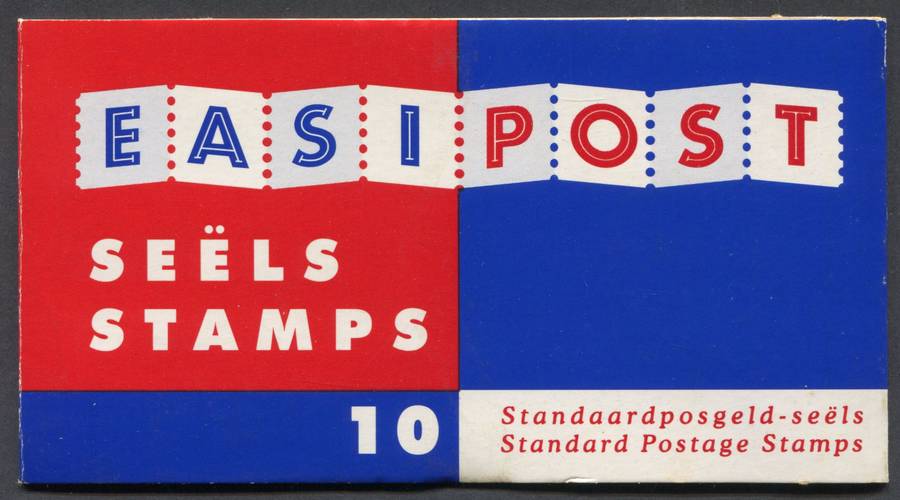 EASIPOST
SEËLS
STAMPS
10
Standaardposgeld-seëls
Standard Postage Stamps